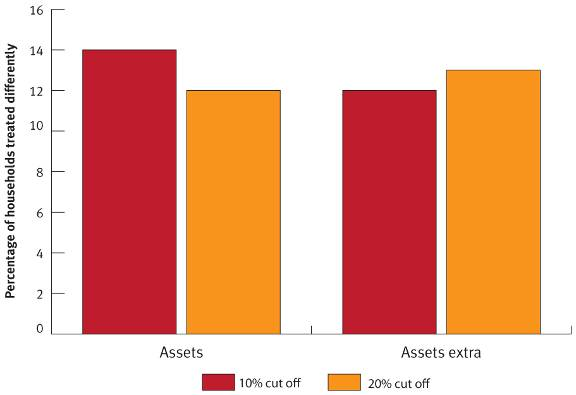 Percentage of households treated differently
16
14
12
10
8
6
4
2
0
Assets
Assets extra
10% cut off
20% cut off